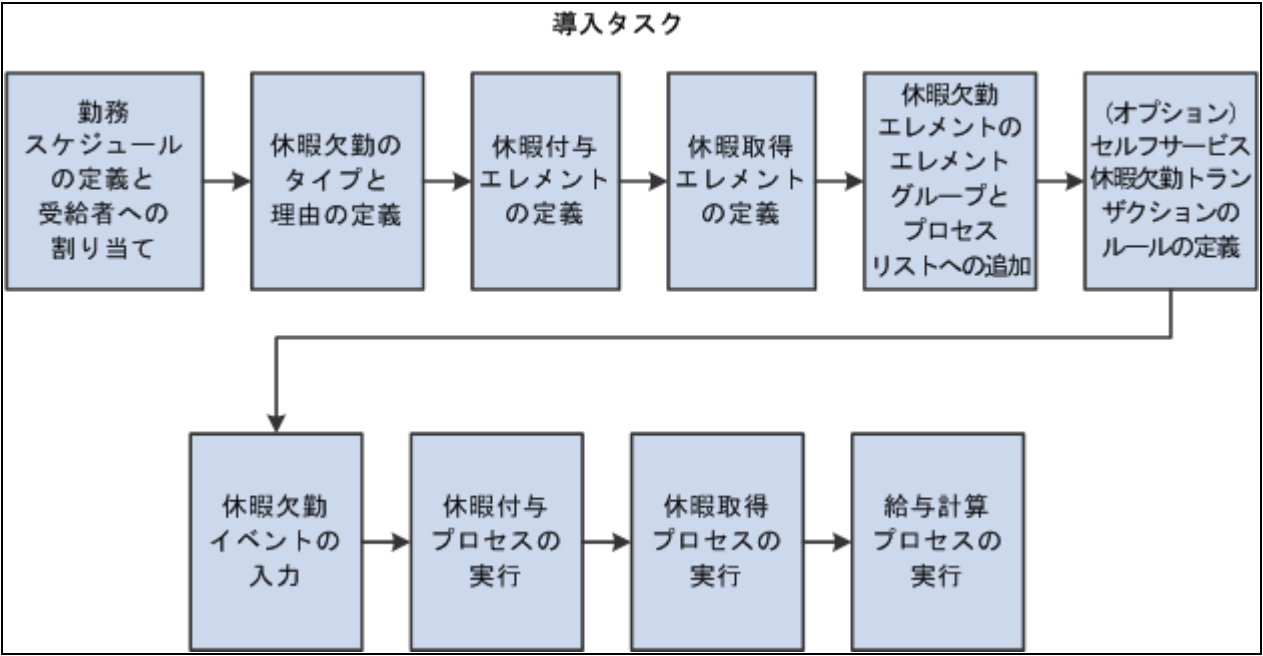 導入タスク
勤務
スケジュール
の定義と
受給者への
割り当て
休暇欠勤の
タイプと
理由の定義
休暇付与
エレメント
の定義
休暇取得
エレメント
の定義
休暇欠勤
エレメントの
エレメント
グループと
プロセス
リストへの追加
(オプション)
セルフサービス
休暇欠勤トラン
ザクションの
ルールの定義
休暇欠勤
イベントの
入力
休暇付与
プロセスの
実行
休暇取得
プロセスの
実行
給与計算
プロセスの
実行